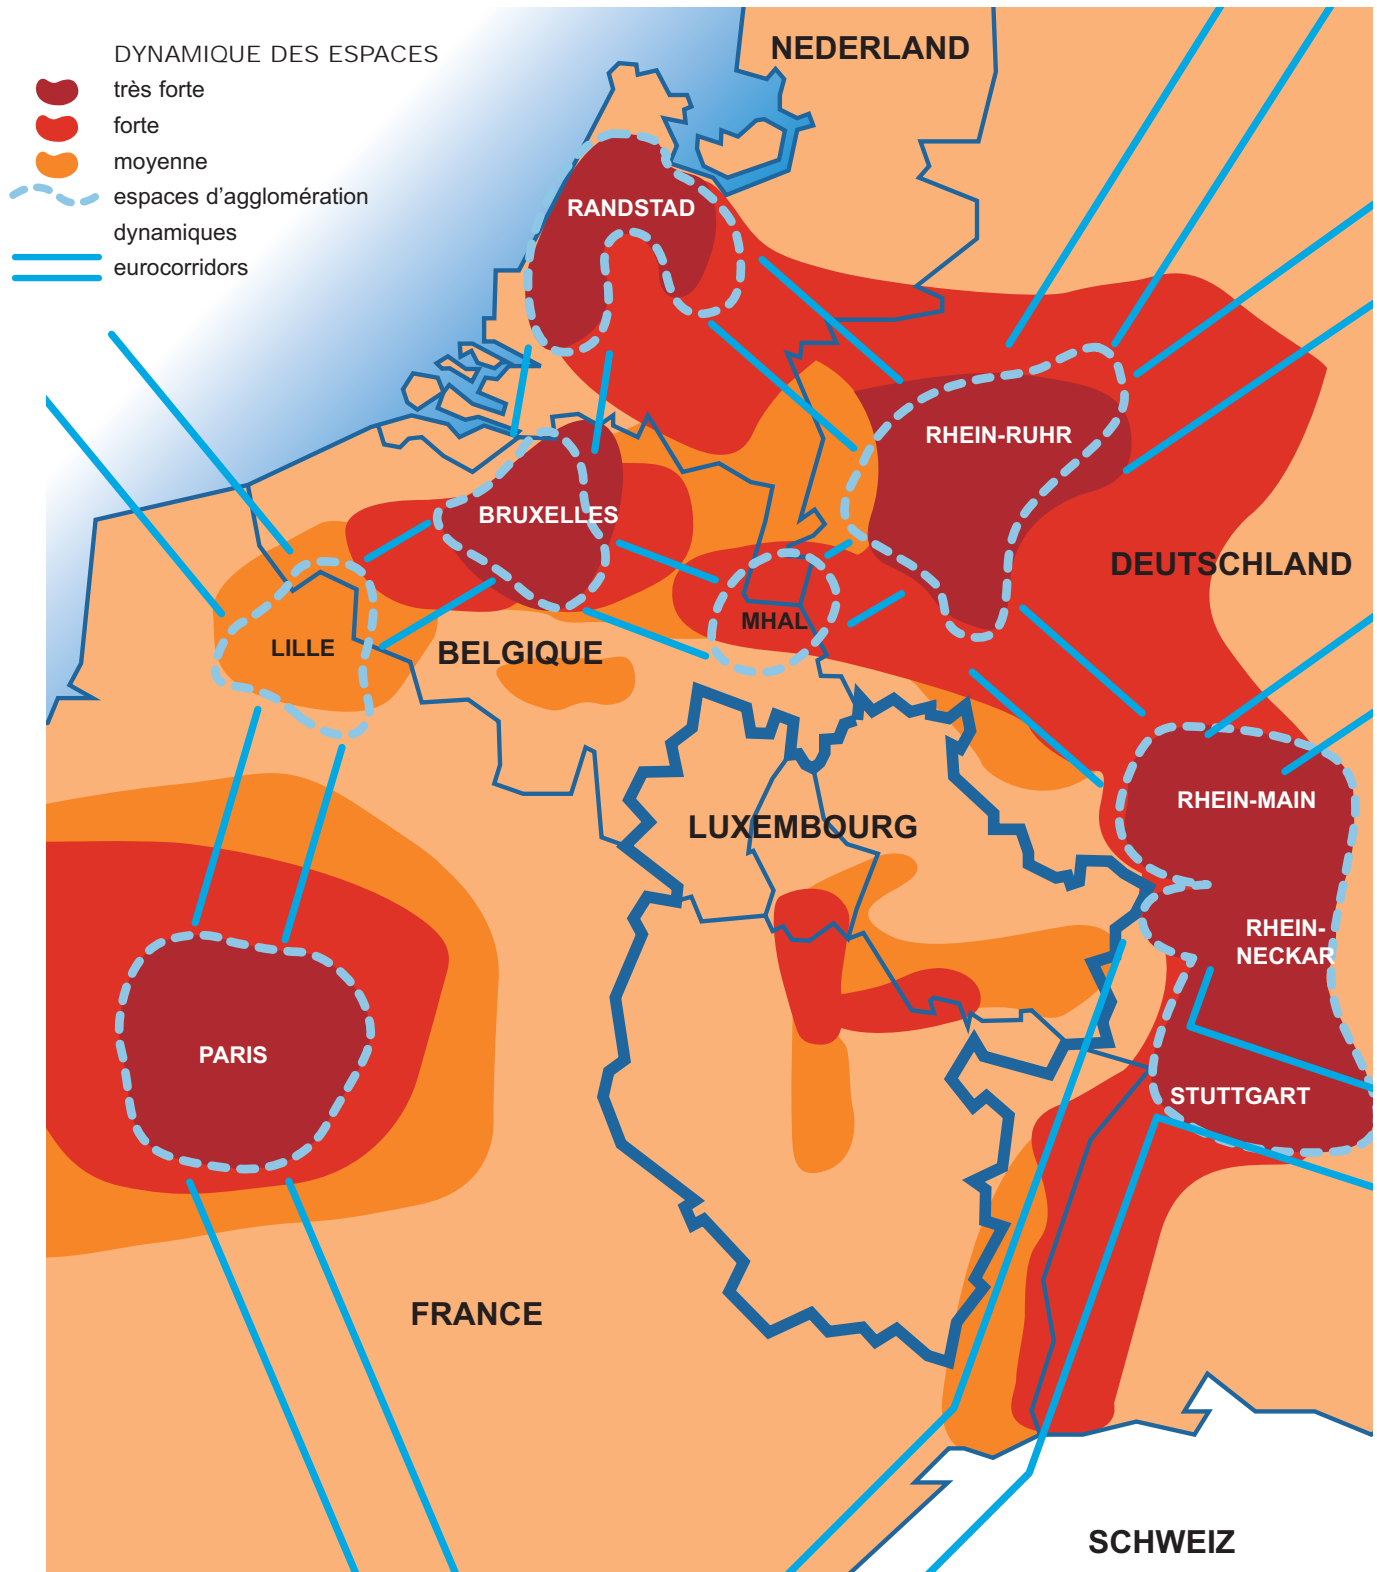 DYNAMIQUE DES ESPACES
très forte
forte
moyenne
espaces d'agglomération
dynamiques
eurocorridors
NEDERLAND
RANDSTAD
RHEIN-RUHR
BRUXELLES
DEUTSCHLAND
MHAL
LILLE
BELGIQUE
RHEIN-MAIN
LUXEMBOURG
RHEIN-
NECKAR
PARIS
STUTTGART
FRANCE
SCHWEIZ